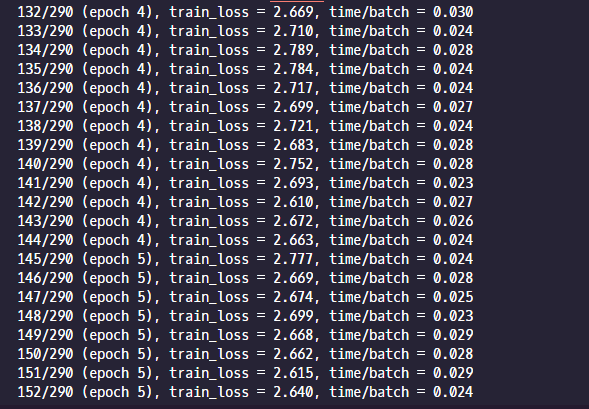 132/290 (epoch 4), train_loss = 2.669, time/batch = 0.030
133/290 (epoch 4), train_loss = 2.710, time/batch = 0.024
134/290 (epoch 4), train_loss = 2.789, time/batch = 0.028
135/290 (epoch 4), train_loss = 2.784, time/batch = 0.024
136/290 (epoch 4), train_loss = 2.717, time/batch = 0.024
137/290 (epoch 4), train_loss = 2.699, time/batch = 0.027
138/290 (epoch 4), train_loss = 2.721, time/batch = 0.024
139/290 (epoch 4), train_loss = 2.683, time/batch = 0.028
140/290 (epoch 4), train_loss = 2.752, time/batch = 0.028
141/290 (epoch 4), train_loss = 2.693, time/batch = 0.023
142/290 (epoch 4), train_loss = 2.610, time/batch = 0.027
143/290 (epoch 4), train_loss = 2.672, time/batch = 0.026
144/290 (epoch 4), train_loss = 2.663, time/batch = 0.024
145/290 (epoch 5), train_loss = 2.777, time/batch = 0.024
146/290 (epoch 5), train_loss = 2.669, time/batch = 0.028
147/290 (epoch 5), train_loss = 2.674, time/batch = 0.025
148/290 (epoch 5), train_loss = 2.699, time/batch = 0.023
149/290 (epoch 5), train_loss = 2.668, time/batch = 0.029
150/290 (epoch 5), train_loss = 2.662, time/batch = 0.028
151/290 (epoch 5), train_loss = 2.615, time/batch = 0.029
152/290 (epoch 5), train_loss = 2.640, time/batch = 0.024